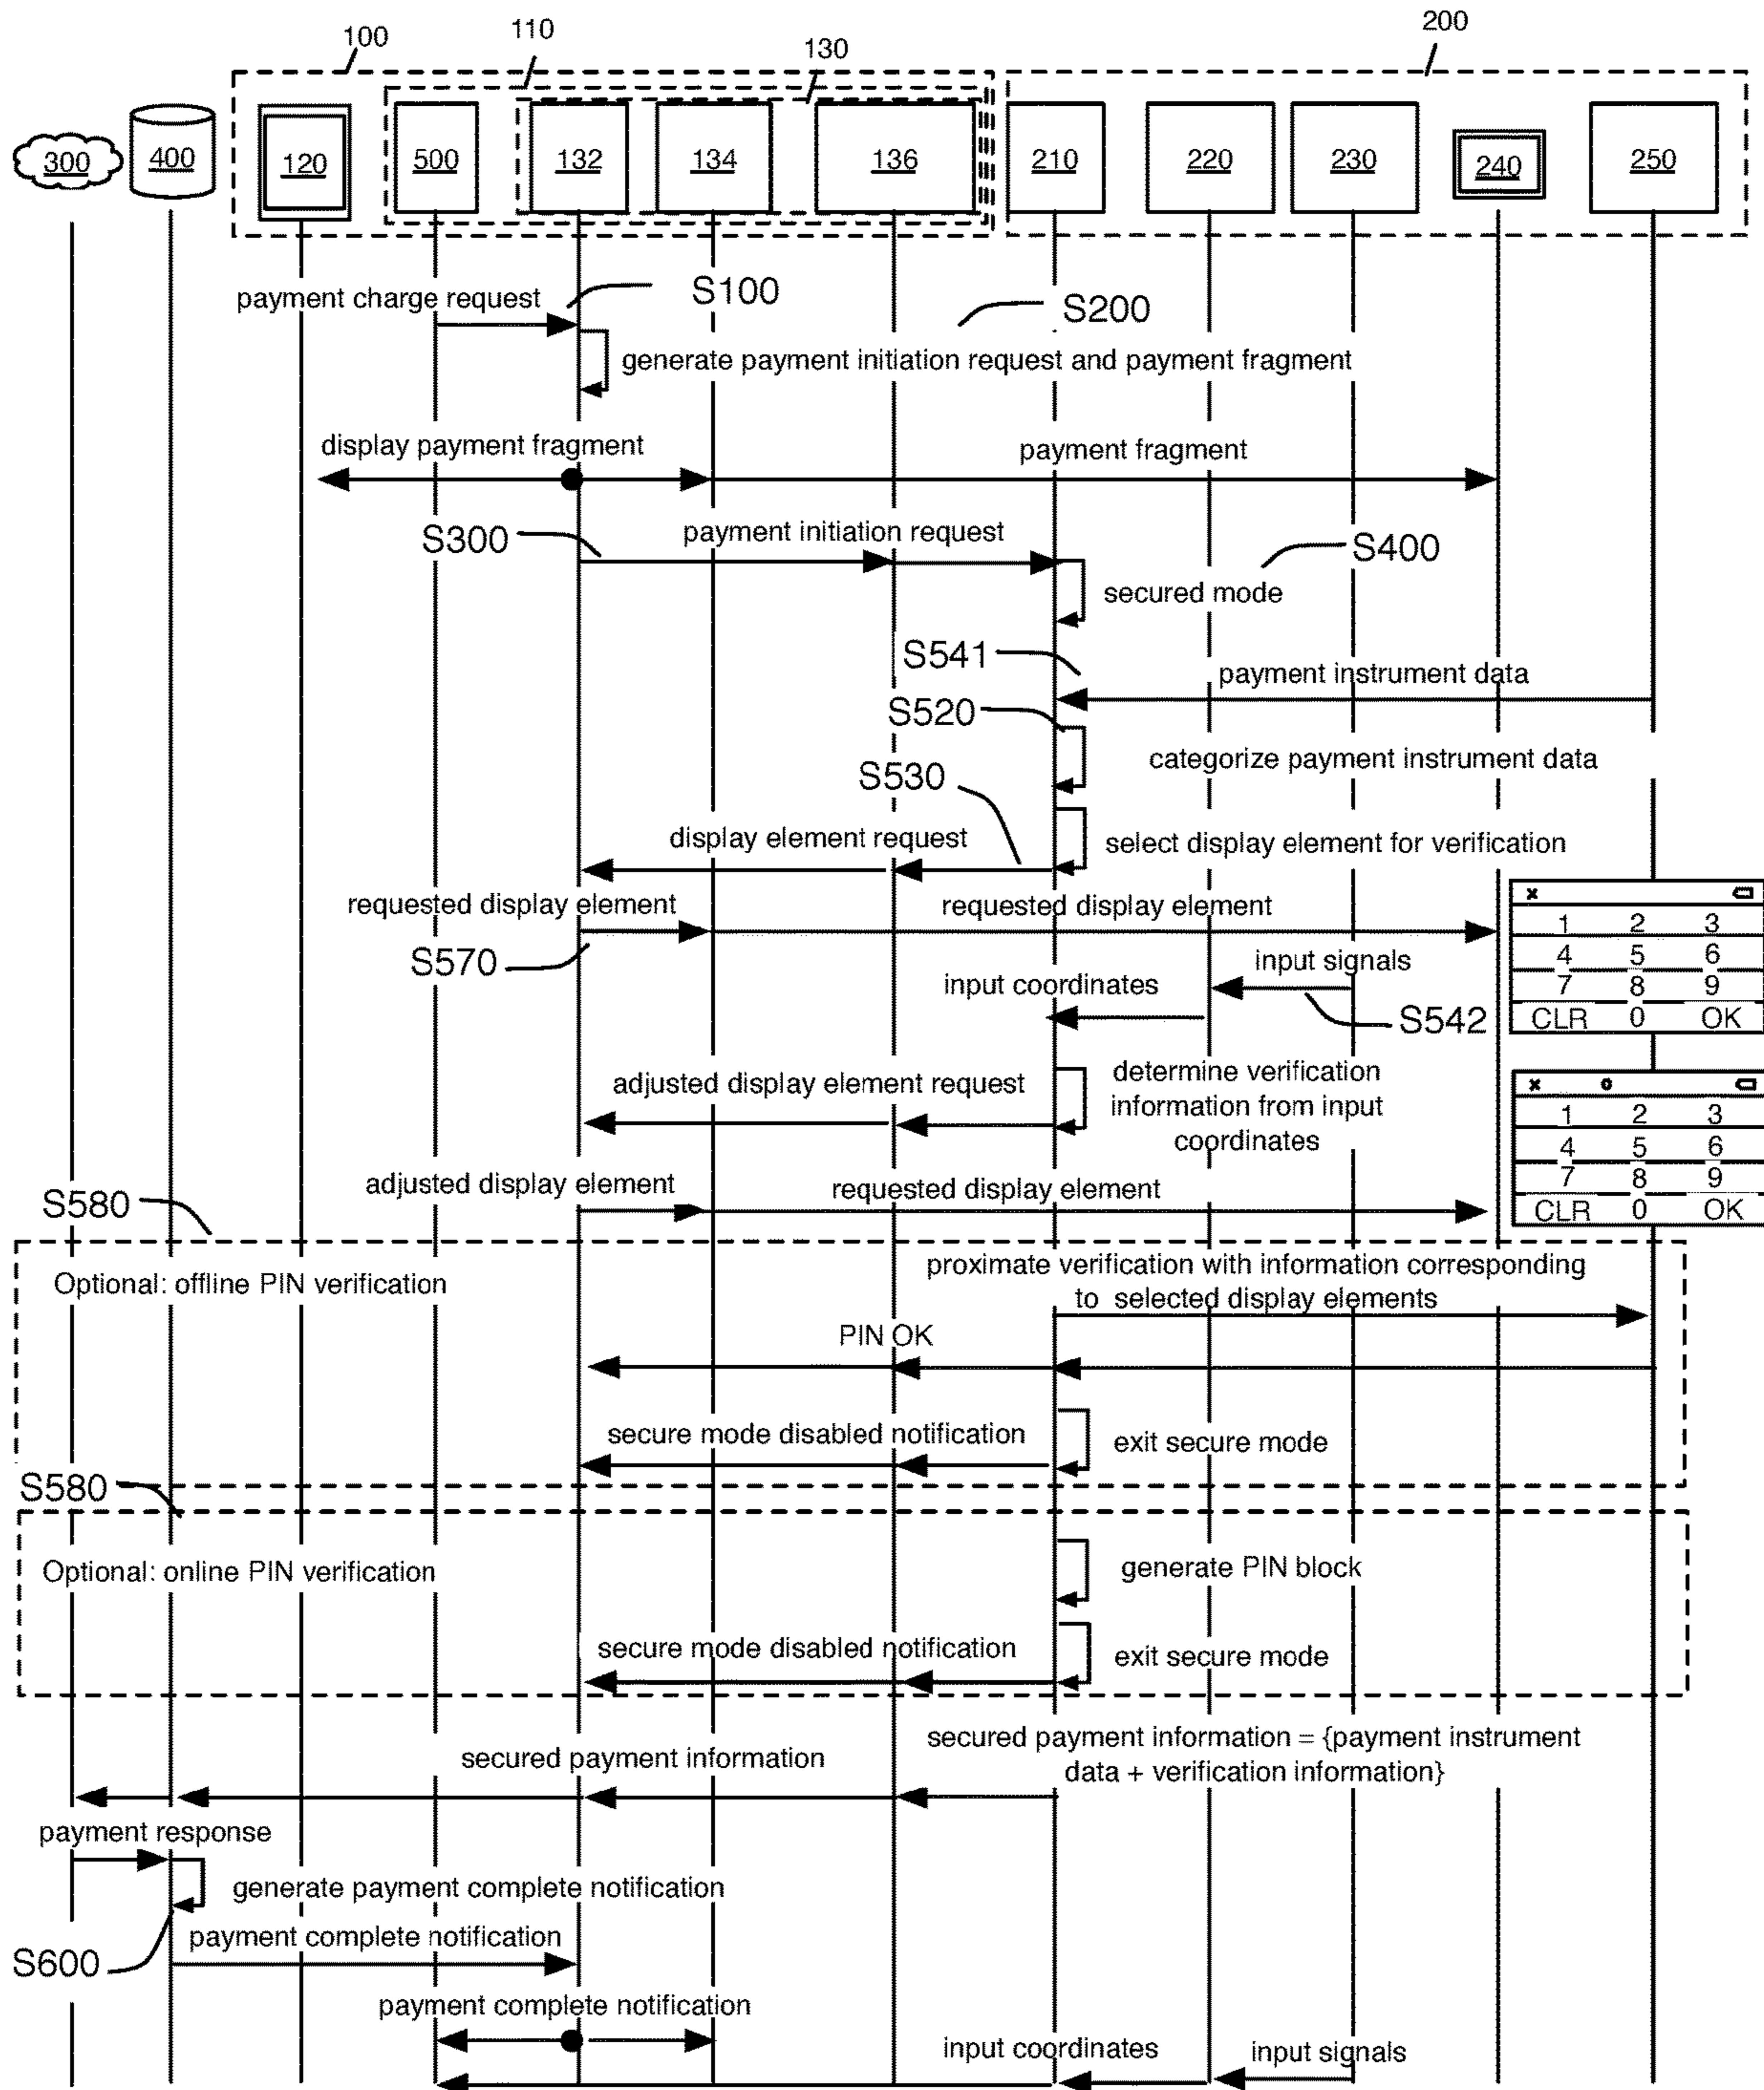 100
110
130
200
300
400
120
500
132
134
136
210
220
230
240
250
payment charge request
S100
S200
generate payment initiation request and payment fragment
display payment fragment
payment fragment
S300
payment initiation request
S400
secured mode
S541
payment instrument data
S520
categorize payment instrument data
S530
display element request
select display element for verification
requested display element
requested display element
x
1 2 3
4 5 6
7 8 9
CLR 0 OK
S570
input signals
input coordinates
S542
adjusted display element request
determine verification
information from input
coordinates
x o
1 2 3
4 5 6
7 8 9
CLR 0 OK
adjusted display element
requested display element
S580
Optional: offline PIN verification
proximate verification with information corresponding
to selected display elements
PIN OK
secure mode disabled notification
exit secure mode
S580
Optional: online PIN verification
generate PIN block
secure mode disabled notification
exit secure mode
secured payment information
secured payment information = {payment instrument
data + verification information}
payment response
generate payment complete notification
S600
payment complete notification
payment complete notification
input coordinates
input signals